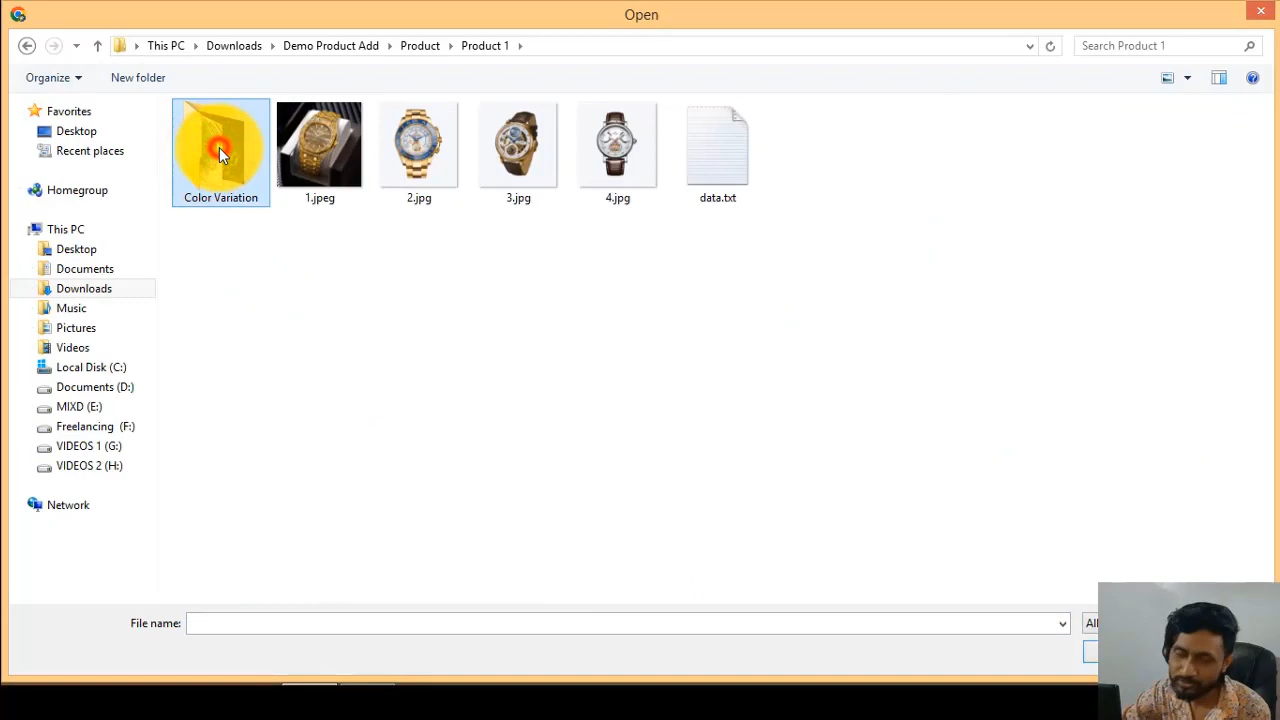 Open
This PC
Downloads
Demo Product Add
Product
Product 1
Search Product 1
Organize
New folder
Favorites
Desktop
Recent places
Homegroup
This PC
Desktop
Documents
Downloads
Music
Pictures
Videos
Local Disk (C:)
Documents (D:)
MIXD (E:)
Freelancing (F:)
VIDEOS 1 (G:)
VIDEOS 2 (H:)
Network
Color Variation
1.jpeg
2.jpg
3.jpg
4.jpg
data.txt
File name:
All